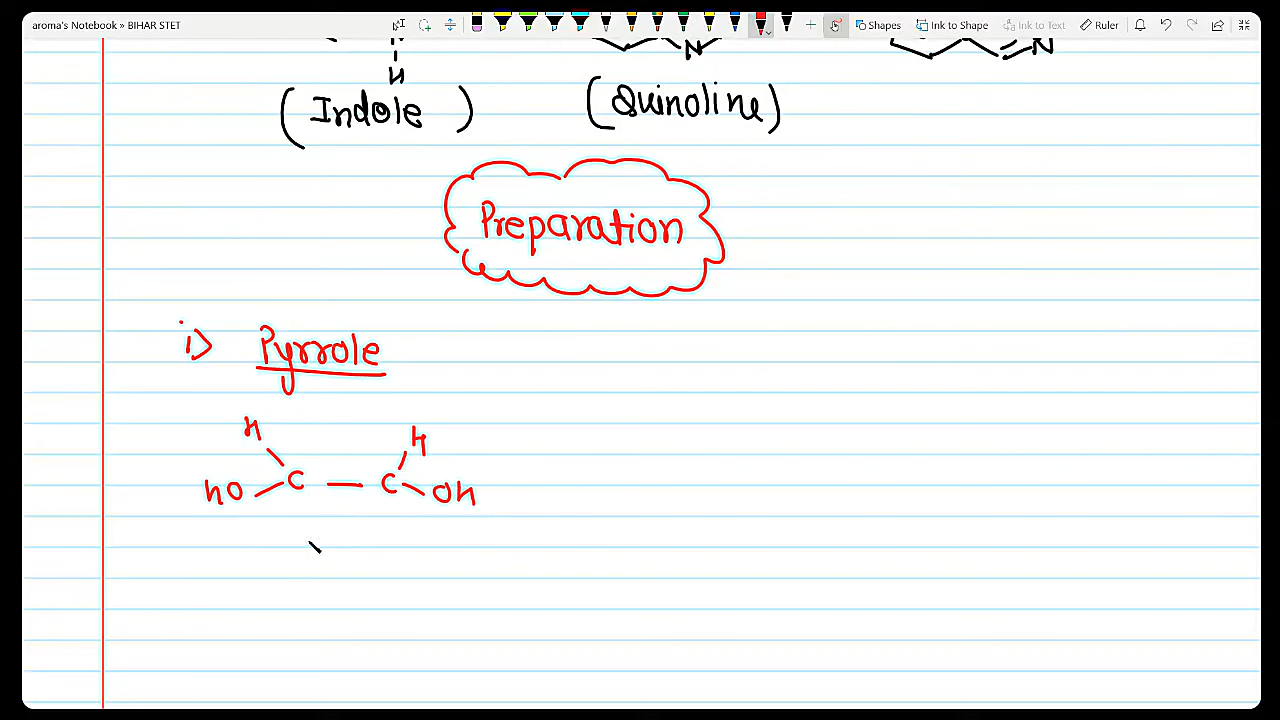 aroma's Notebook » BIHAR STET
Shapes Ink to Shape Ink to Text Ruler
H N N
(Indole) (Quinoline)
Preparation
i> Pyrrole
H H
HO C — C OH